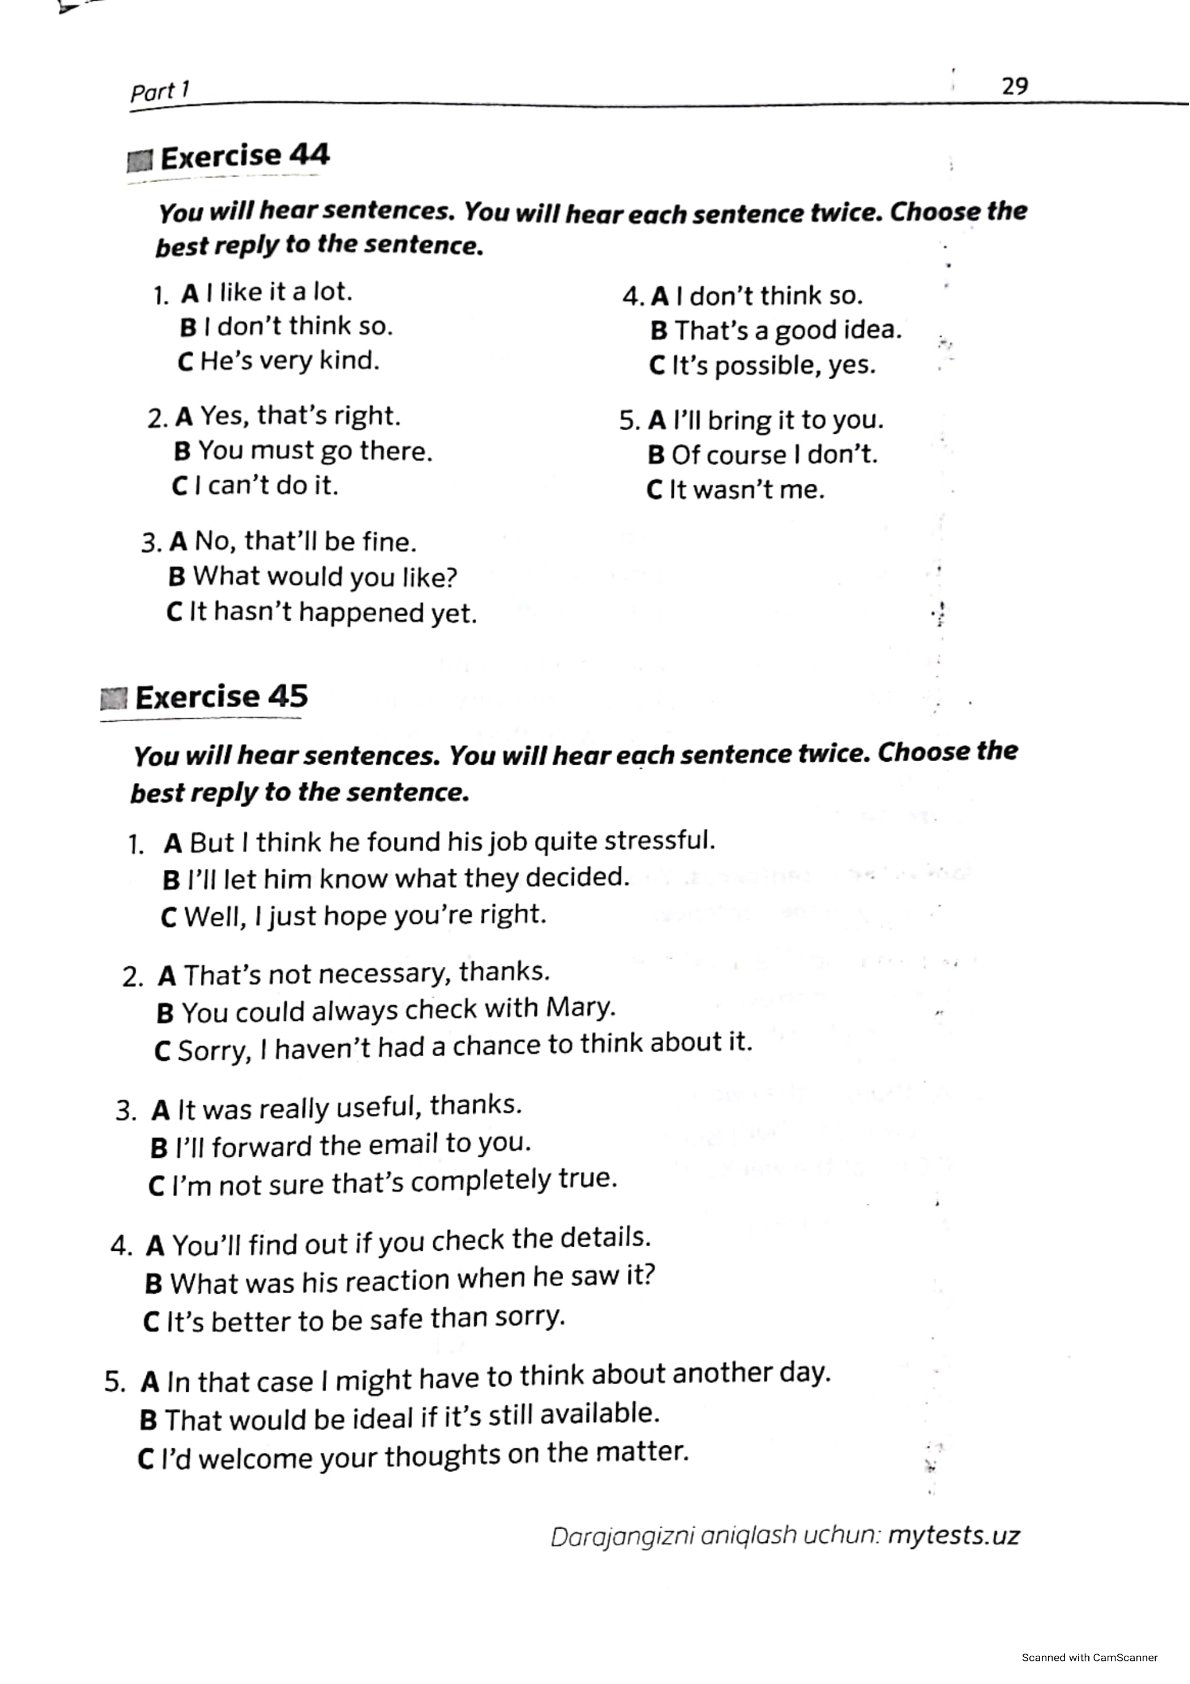 Part 1
29
Exercise 44
You will hear sentences. You will hear each sentence twice. Choose the
best reply to the sentence.
1. A I like it a lot.
B I don't think so.
C He's very kind.
2. A Yes, that's right.
B You must go there.
C I can't do it.
3. A No, that'll be fine.
B What would you like?
C It hasn't happened yet.
4. A I don't think so.
B That's a good idea.
C It's possible, yes.
5. A I'll bring it to you.
B Of course I don't.
C It wasn't me.
Exercise 45
You will hear sentences. You will hear each sentence twice. Choose the
best reply to the sentence.
1. A But I think he found his job quite stressful.
B I'll let him know what they decided.
C Well, I just hope you're right.
2. A That's not necessary, thanks.
B You could always check with Mary.
C Sorry, I haven't had a chance to think about it.
3. A It was really useful, thanks.
B I'll forward the email to you.
C I'm not sure that's completely true.
4. A You'll find out if you check the details.
B What was his reaction when he saw it?
C It's better to be safe than sorry.
5. A In that case I might have to think about another day.
B That would be ideal if it's still available.
C I'd welcome your thoughts on the matter.
Darajangizni aniqlash uchun: mytests.uz
Scanned with CamScanner